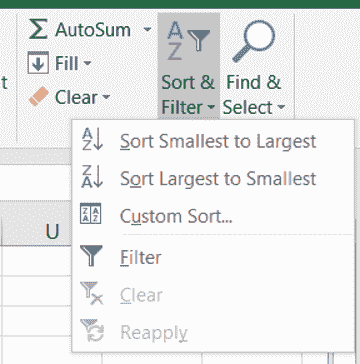 AutoSum
Fill
Clear
t
Sort &
Filter
Find &
Select
Sort Smallest to Largest
Sort Largest to Smallest
Custom Sort...
Filter
Clear
Reapply
U